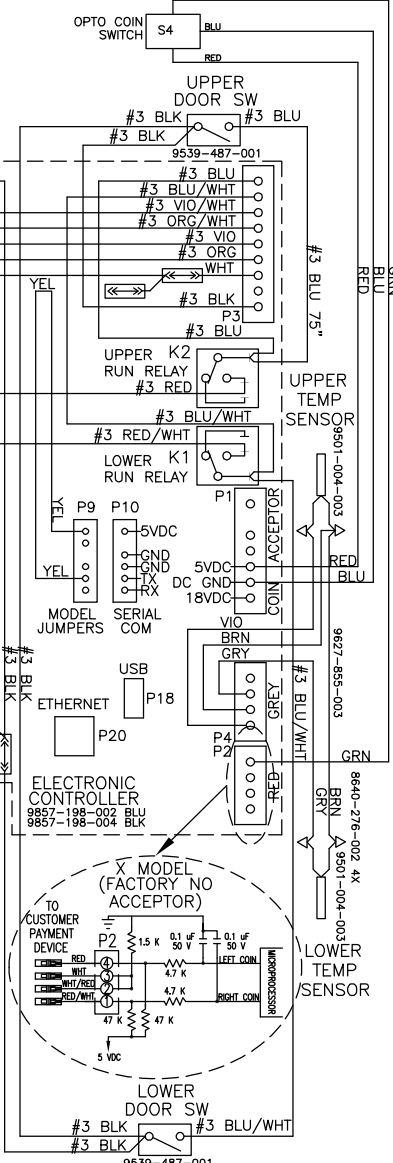 OPTO COIN
SWITCH
S4
BLU
RED
UPPER
DOOR SW
#3 BLK
#3 BLU
#3 BLK
9539-487-001
#3 BLU
#3 BLU/WHT
#3 VIO/WHT
#3 ORG/WHT
#3 VIO
#3 ORG
WHT
#3 BLK
P3
#3 BLU 75"
RED
BLU
GRN
YEL
#3 BLU
UPPER
RUN RELAY
K2
#3 RED
UPPER
TEMP
SENSOR
#3 BLU/WHT
#3 RED/WHT
LOWER
RUN RELAY
K1
9501-004-003
P1
COIN ACCEPTOR
YEL
P9
P10
5VDC
GND
GND
TX
RX
YEL
MODEL
JUMPERS
SERIAL
COM
5VDC
DC GND
18VDC
RED
BLU
VIO
BRN
GRY
9627-855-003
#3 BLK
#3 BLK
USB
P18
GREY
#3 BLU/WHT
ETHERNET
P20
P4
P2
RED
GRN
ELECTRONIC
CONTROLLER
9857-198-002 BLU
9857-198-004 BLK
BRN
GRY
8640-276-002 4X
9501-004-003
X MODEL
(FACTORY NO
ACCEPTOR)
TO
CUSTOMER
PAYMENT
DEVICE
P2
1.5 K
0.1 uF
50 V
0.1 uF
50 V
RED
4
LEFT COIN
WHT
3
4.7 K
WHT/RED
2
4.7 K
RED/WHT
1
RIGHT COIN
MICROPROCESSOR
47 K
47 K
5 VDC
LOWER
TEMP
SENSOR
LOWER
DOOR SW
#3 BLK
#3 BLU/WHT
#3 BLK
9539-487-001